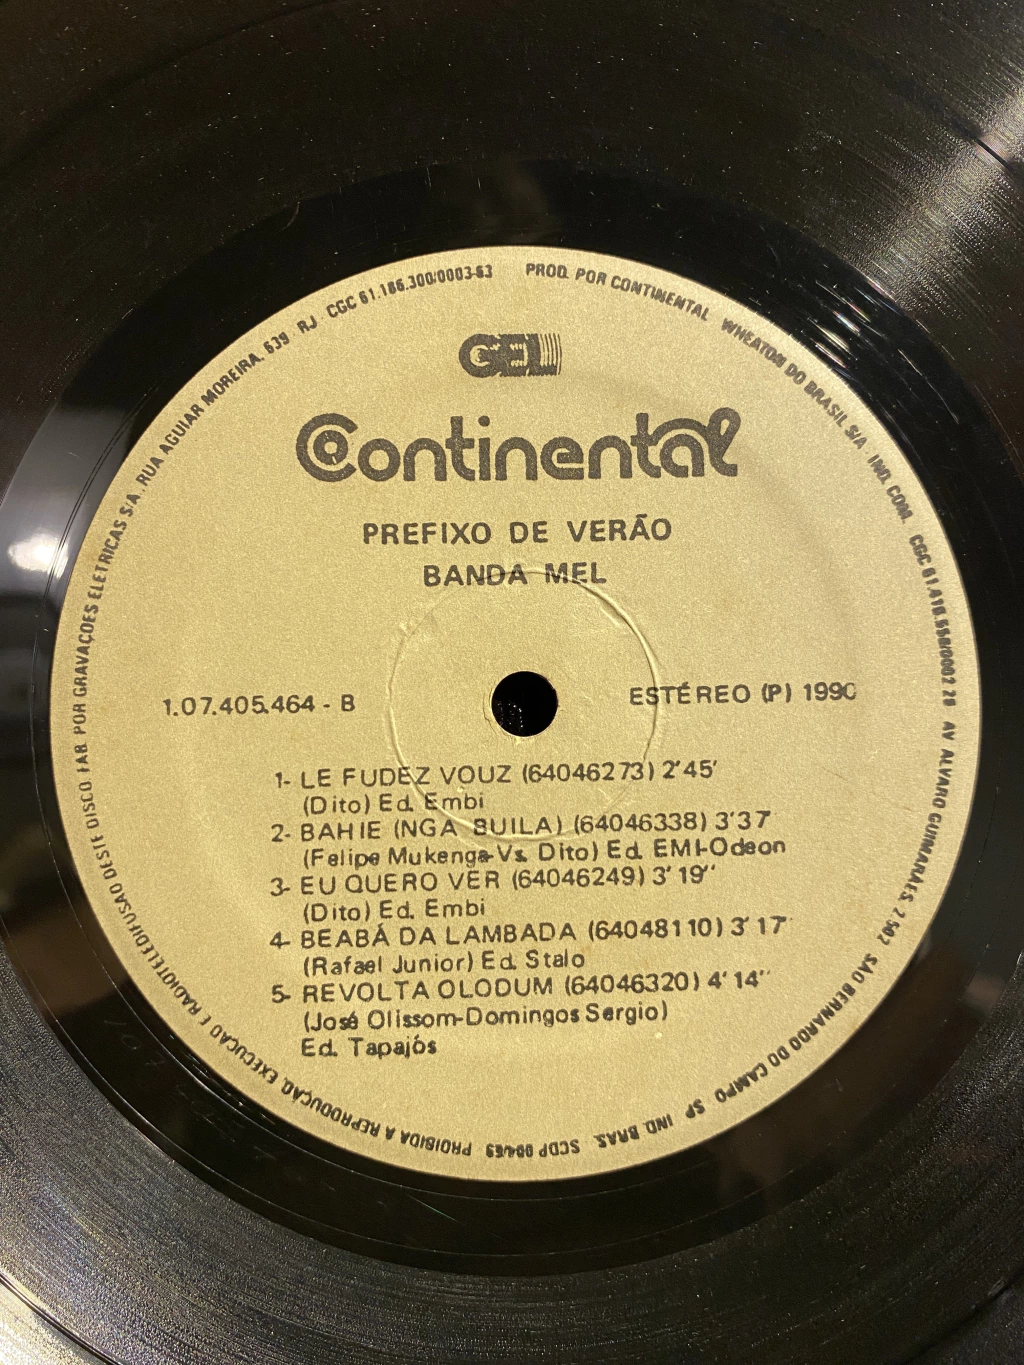 GEL
Continental
PREFIXO DE VERÃO
BANDA MEL
1.07.405.464 - B
ESTÉREO (P) 1990
1- LE FUDEZ VOUZ (64046273) 2'45'
(Dito) Ed. Embi
2- BAHIE (NGA BUILA) (64046338) 3'37
(Felipe Mukenga-Vs. Dito) Ed. EMI-Odeon
3- EU QUERO VER (64046249) 3'19''
(Dito) Ed. Embi
4- BEABÁ DA LAMBADA (64048110) 3'17'
(Rafael Junior) Ed. Stalo
5- REVOLTA OLODUM (64046320) 4'14''
(José Olissom-Domingos Sergio)
Ed. Tapajós
PROD. POR CONTINENTAL WHEATON DO BRASIL S/A IND. COM. CGC AV ALVARO GUIMARAES, 2502 SÃO BERNARDO DO CAMPO SP IND. BRAS. SCDP PROIBIDA A REPRODUÇÃO, EXECUÇÃO E RADIOTELEDIFUSÃO DESTE DISCO FAB. POR GRAVAÇÕES ELETRICAS S/A. RUA AGUIAR MOREIRA, 639 RJ CGC 61.186.300/0003-63